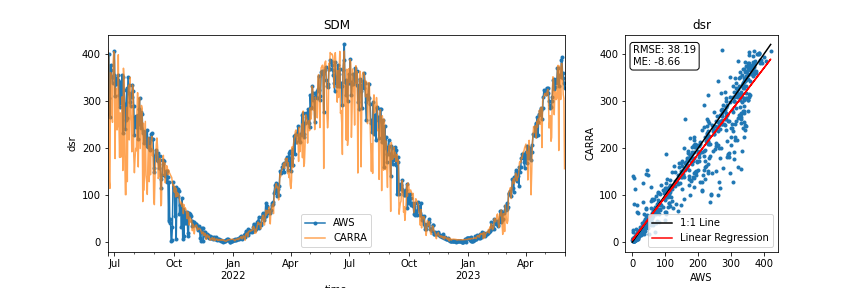 SDM
dsr
400
300
200
100
0
dsr
AWS
CARRA
Jul
Oct
Jan
2022
Apr
Jul
Oct
Jan
2023
Apr
time
dsr
RMSE: 38.19
ME: -8.66
400
300
200
100
0
CARRA
1:1 Line
Linear Regression
0
100
200
300
400
AWS